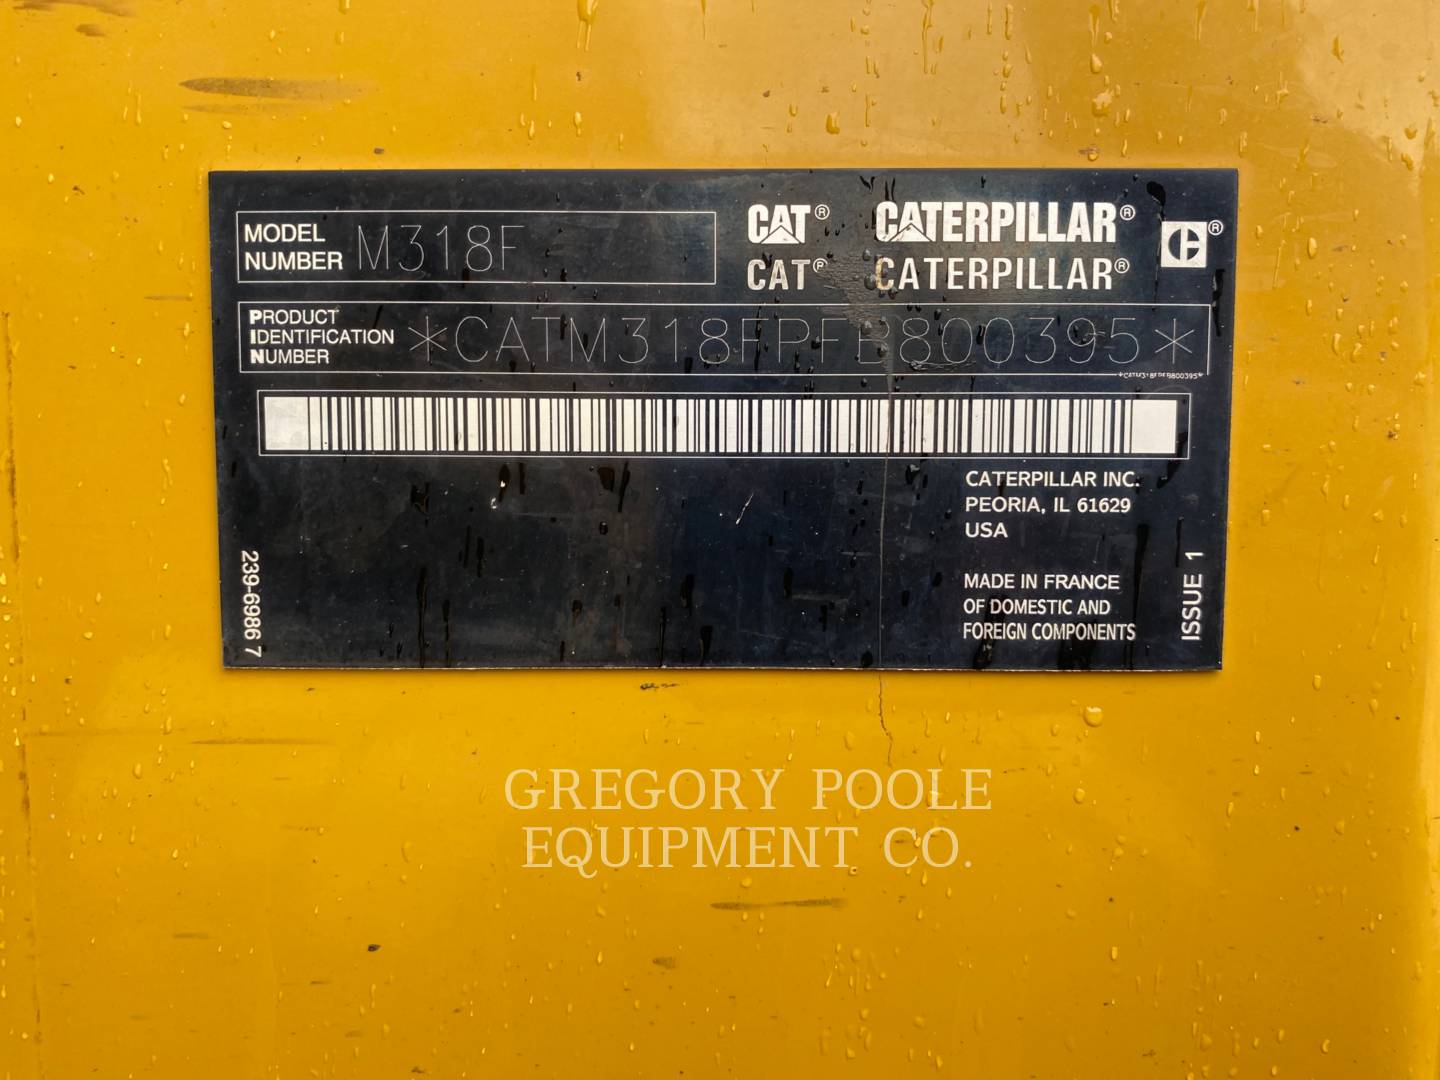 MODEL
NUMBER M318F
CAT® CATERPILLAR®
CAT® CATERPILLAR®
PRODUCT
IDENTIFICATION
NUMBER
*CATM318FPFB800395*
*CATM318FPFB800395*
CATERPILLAR INC.
PEORIA, IL 61629
USA
MADE IN FRANCE
OF DOMESTIC AND
FOREIGN COMPONENTS
239-6986 7
ISSUE 1
GREGORY POOLE
EQUIPMENT CO.